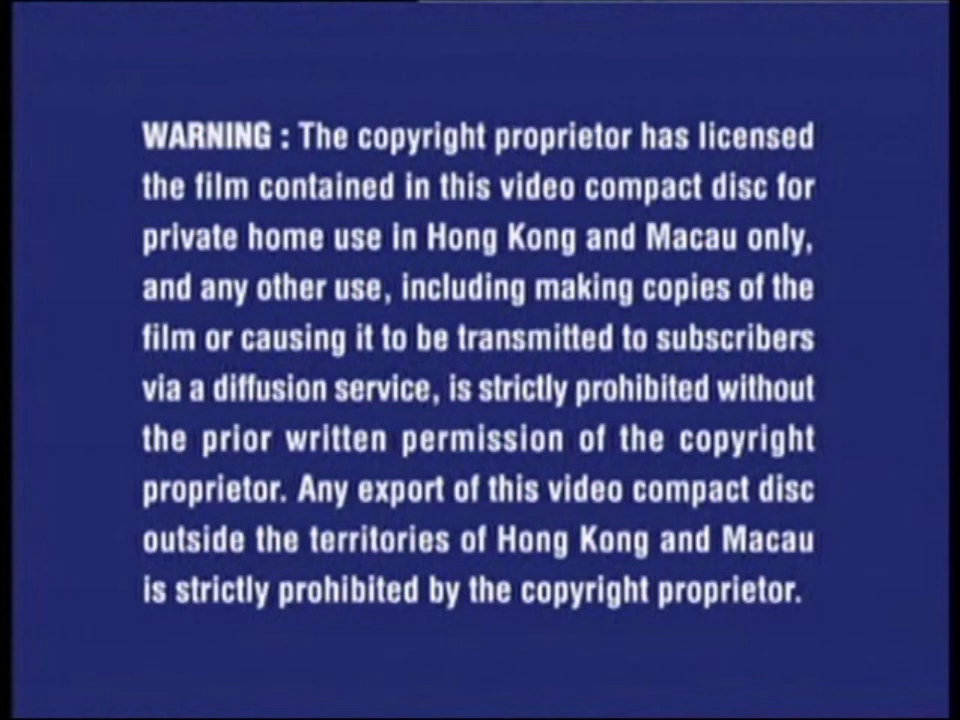 WARNING : The copyright proprietor has licensed
the film contained in this video compact disc for
private home use in Hong Kong and Macau only,
and any other use, including making copies of the
film or causing it to be transmitted to subscribers
via a diffusion service, is strictly prohibited without
the prior written permission of the copyright
proprietor. Any export of this video compact disc
outside the territories of Hong Kong and Macau
is strictly prohibited by the copyright proprietor.